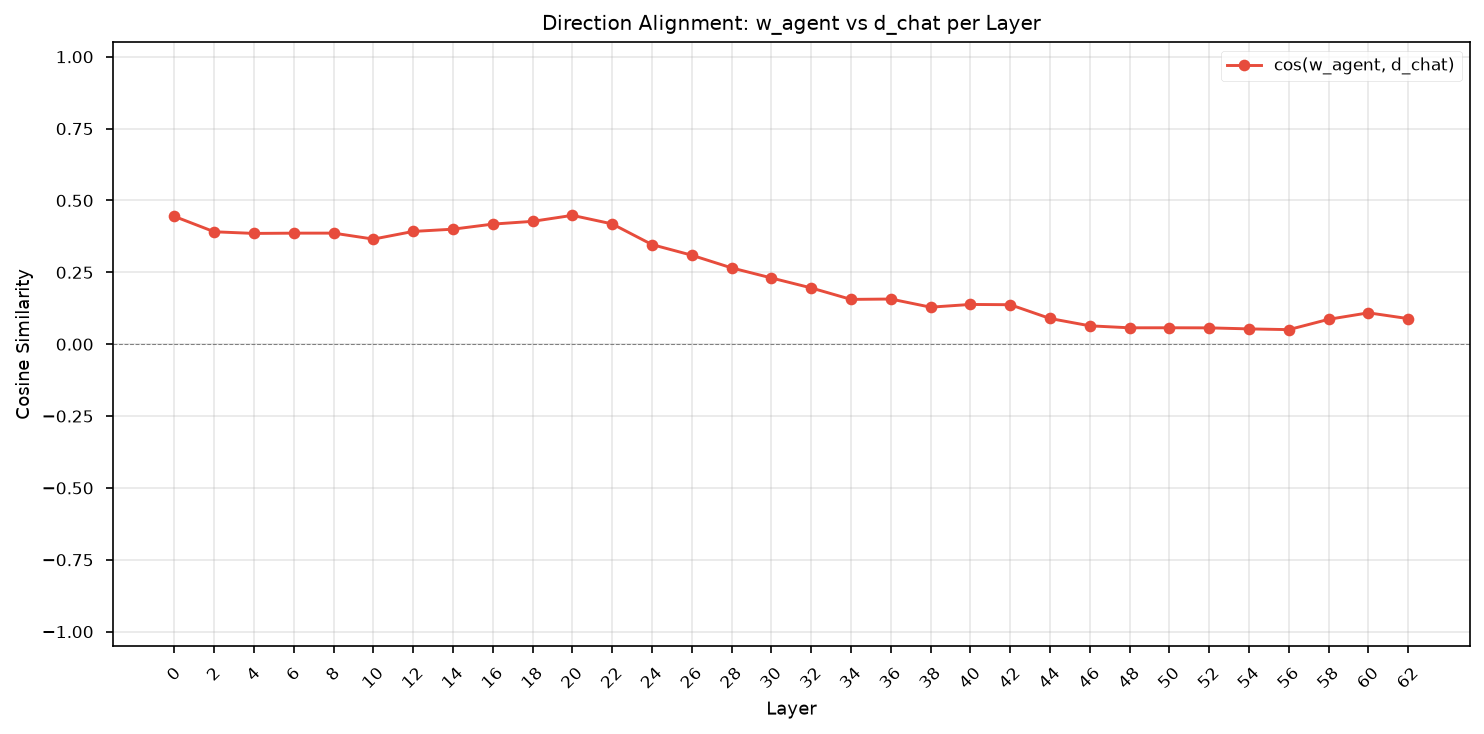 Direction Alignment: w_agent vs d_chat per Layer
cos(w_agent, d_chat)
Cosine Similarity
1.00
0.75
0.50
0.25
0.00
−0.25
−0.50
−0.75
−1.00
0 2 4 6 8 10 12 14 16 18 20 22 24 26 28 30 32 34 36 38 40 42 44 46 48 50 52 54 56 58 60 62
Layer